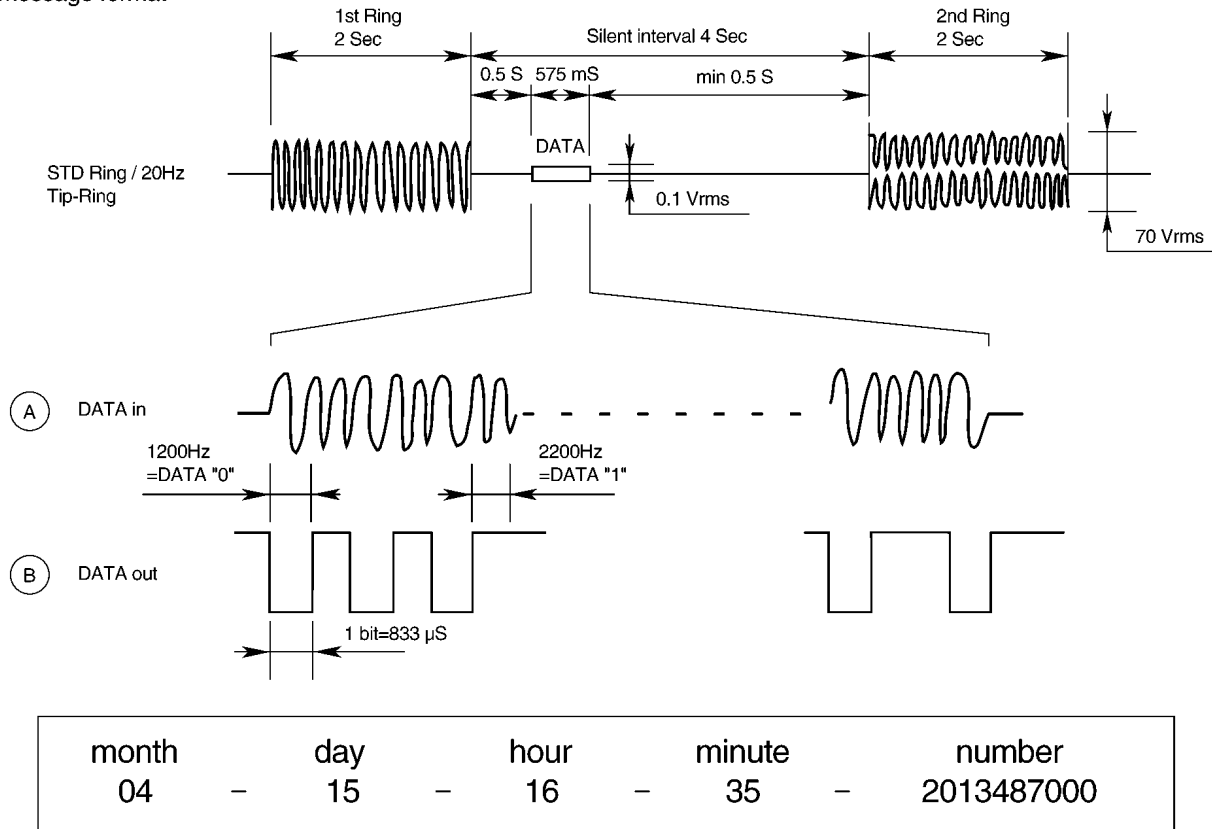 message format
1st Ring
2 Sec
Silent interval 4 Sec
2nd Ring
2 Sec
0.5 S 575 mS min 0.5 S
DATA
STD Ring / 20Hz
Tip-Ring
0.1 Vrms
70 Vrms
A DATA in
1200Hz
=DATA "0"
2200Hz
=DATA "1"
B DATA out
1 bit=833 µS
month day hour minute number
04 – 15 – 16 – 35 – 2013487000